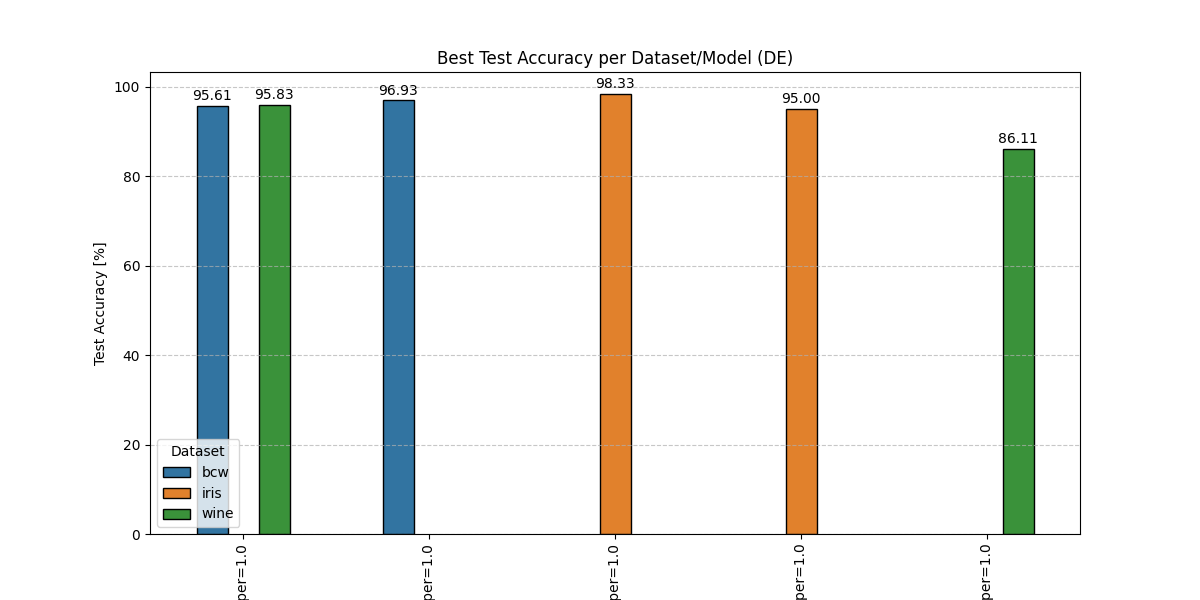 Best Test Accuracy per Dataset/Model (DE)
Test Accuracy [%]
100
80
60
40
20
0
95.61
95.83
96.93
98.33
95.00
86.11
Dataset
bcw
iris
wine
per=1.0
per=1.0
per=1.0
per=1.0
per=1.0